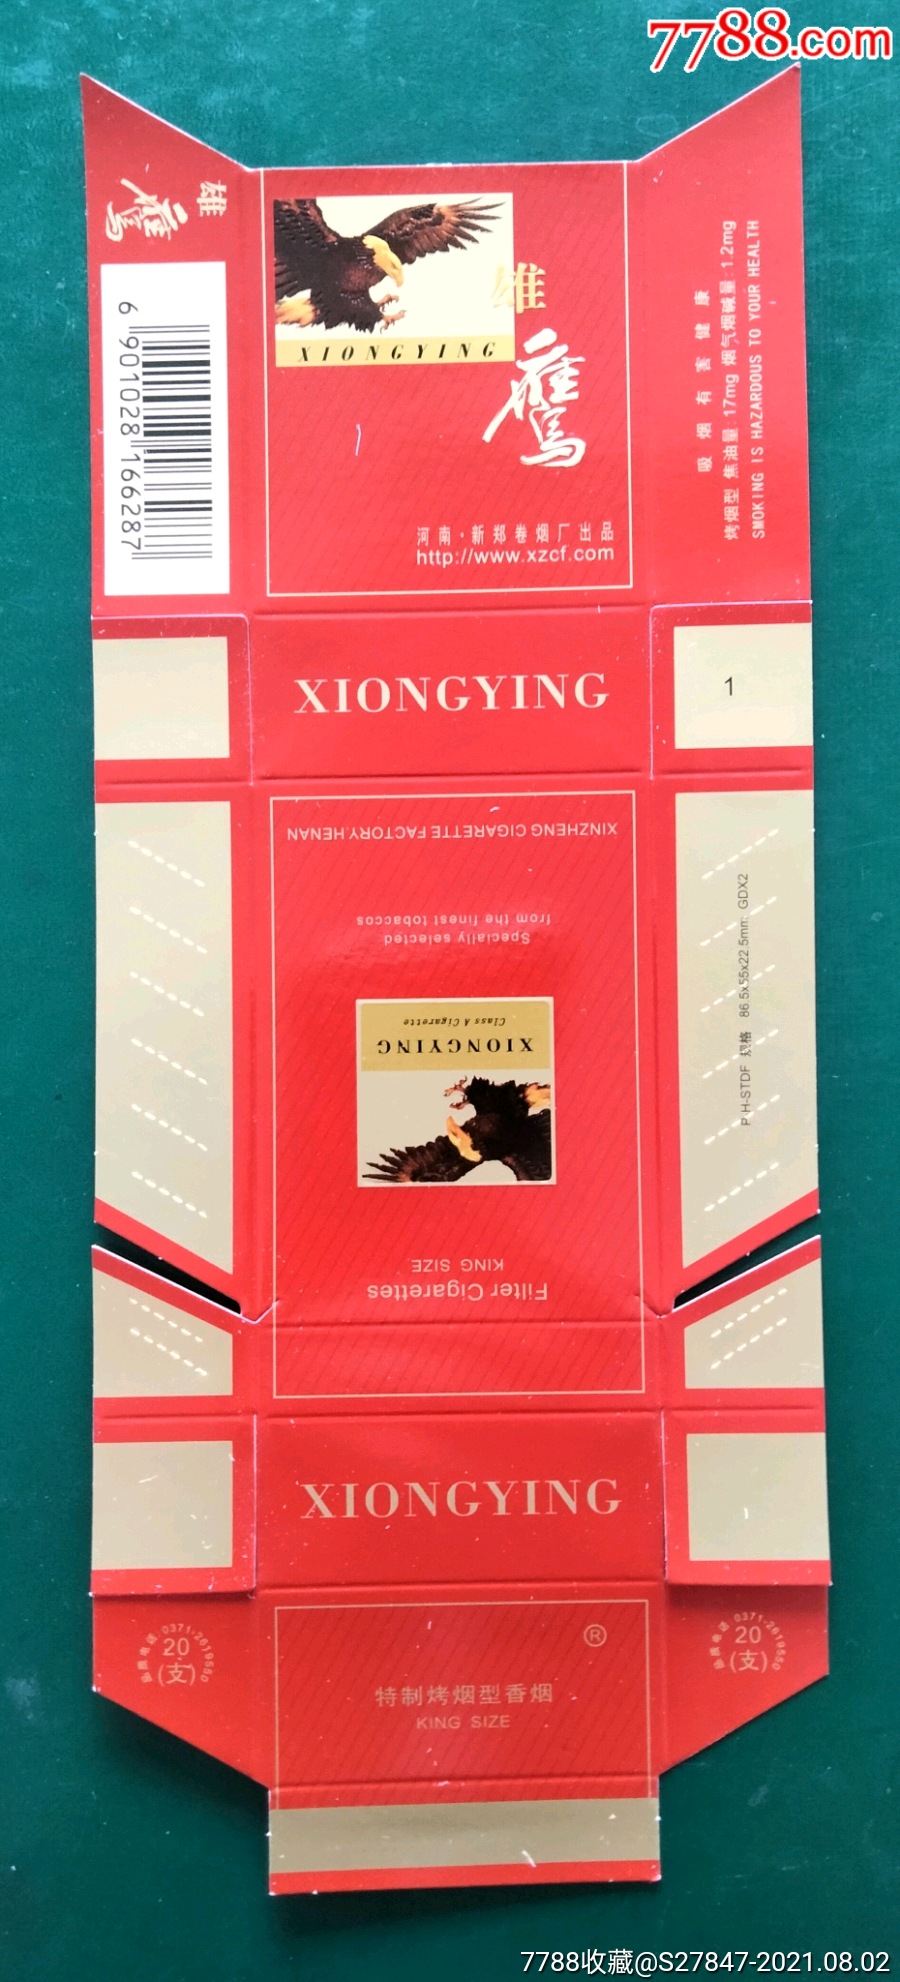 7788.com
雄
鹰
6 901028 166287
XIONGYING
雄
鹰
河南·新郑卷烟厂出品
http://www.xzcf.com
吸烟有害健康
烤烟型 焦油量:17mg 烟气烟碱量:1.2mg
SMOKING IS HAZARDOUS TO YOUR HEALTH
XIONGYING
1
XINZHENG CIGARETTE FACTORY.HENAN
Specially selected
from the finest tobaccos
Class A Cigarette
XIONGYING
KING SIZE
Filter Cigarettes
P.H-STDF 规格 86.5x55x22.5mm GDX2
XIONGYING
0371-2619550
20
(支)
0371-2619550
20
(支)
®
特制烤烟型香烟
KING SIZE
7788收藏@S27847-2021.08.02